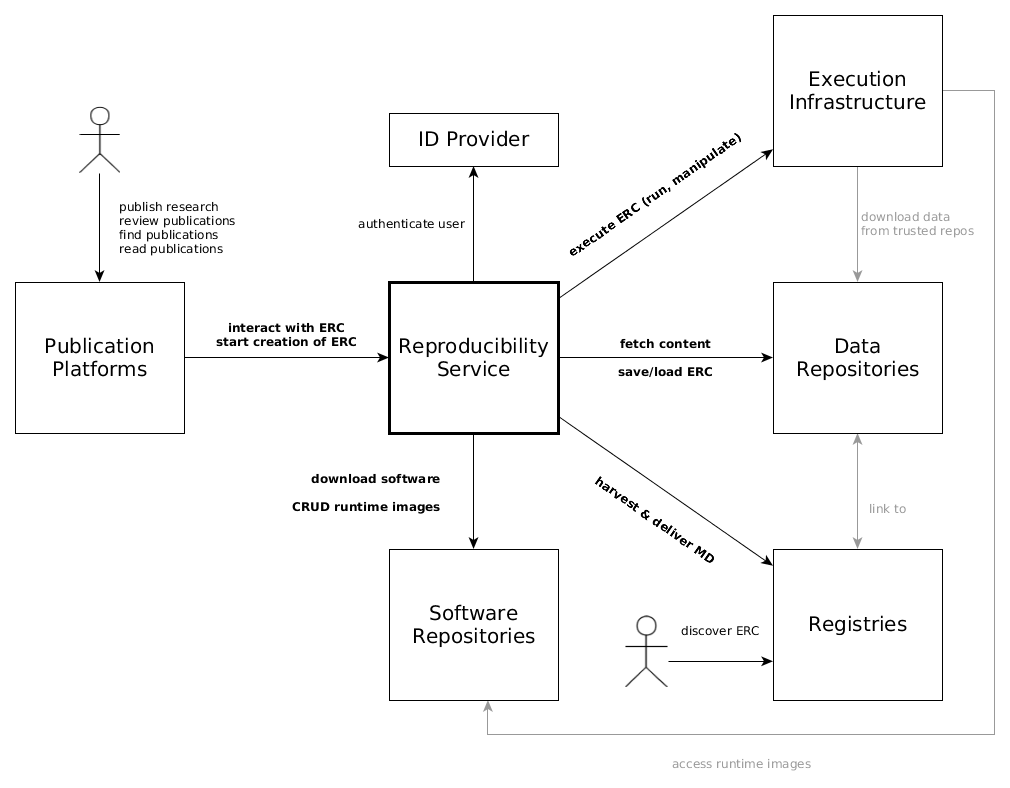 Execution
Infrastructure
ID Provider
execute ERC (run, manipulate)
publish research
review publications
find publications
read publications
authenticate user
download data
from trusted repos
Publication
Platforms
interact with ERC
start creation of ERC
Reproducibility
Service
fetch content
save/load ERC
Data
Repositories
download software
CRUD runtime images
harvest & deliver MD
link to
Software
Repositories
discover ERC
Registries
access runtime images